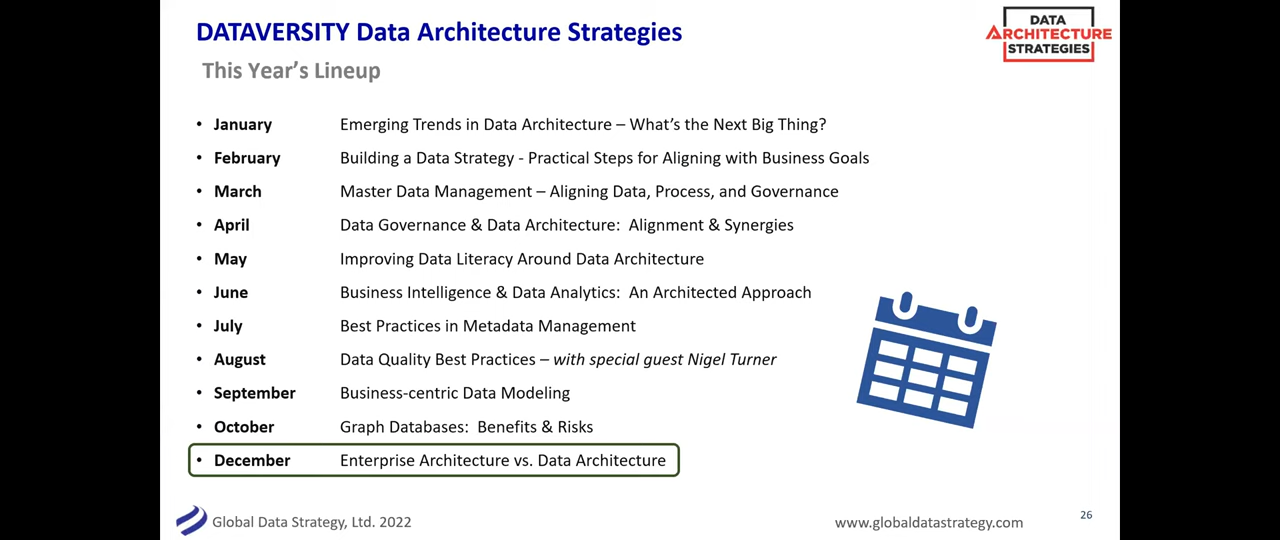 DATAVERSITY Data Architecture Strategies
This Year's Lineup
DATA
ARCHITECTURE
STRATEGIES
• January Emerging Trends in Data Architecture – What's the Next Big Thing?
• February Building a Data Strategy - Practical Steps for Aligning with Business Goals
• March Master Data Management – Aligning Data, Process, and Governance
• April Data Governance & Data Architecture: Alignment & Synergies
• May Improving Data Literacy Around Data Architecture
• June Business Intelligence & Data Analytics: An Architected Approach
• July Best Practices in Metadata Management
• August Data Quality Best Practices – with special guest Nigel Turner
• September Business-centric Data Modeling
• October Graph Databases: Benefits & Risks
• December Enterprise Architecture vs. Data Architecture
Global Data Strategy, Ltd. 2022
www.globaldatastrategy.com
26